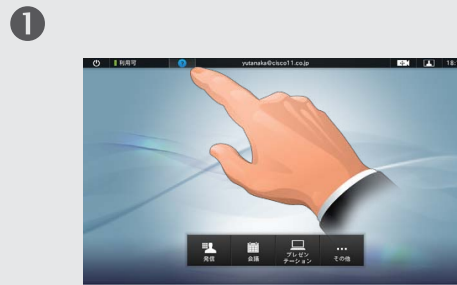 1
利用可 yutanaka@cisco11.co.jp
発信 会議 プレゼンテーション その他